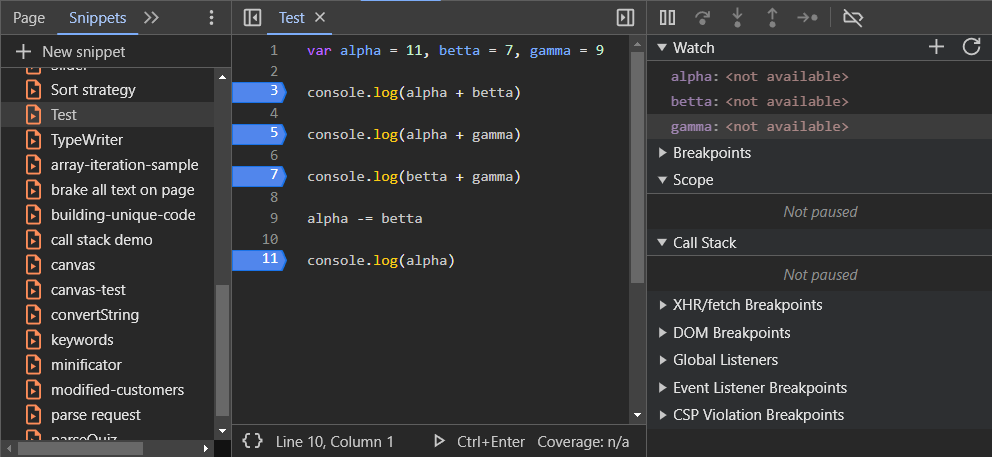 Page
Snippets
New snippet
Slider
Sort strategy
Test
TypeWriter
array-iteration-sample
brake all text on page
building-unique-code
call stack demo
canvas
canvas-test
convertString
keywords
minificator
modified-customers
parse request
parseQuiz
Test
1 var alpha = 11, betta = 7, gamma = 9
2
3 console.log(alpha + betta)
4
5 console.log(alpha + gamma)
6
7 console.log(betta + gamma)
8
9 alpha -= betta
10
11 console.log(alpha)
{} Line 10, Column 1 Ctrl+Enter Coverage: n/a
Watch
alpha: <not available>
betta: <not available>
gamma: <not available>
Breakpoints
Scope
Not paused
Call Stack
Not paused
XHR/fetch Breakpoints
DOM Breakpoints
Global Listeners
Event Listener Breakpoints
CSP Violation Breakpoints